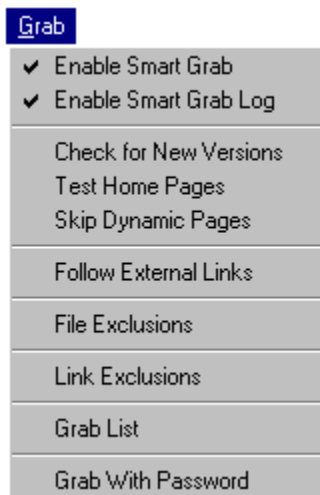 Grab
Enable Smart Grab
Enable Smart Grab Log
Check for New Versions
Test Home Pages
Skip Dynamic Pages
Follow External Links
File Exclusions
Link Exclusions
Grab List
Grab With Password